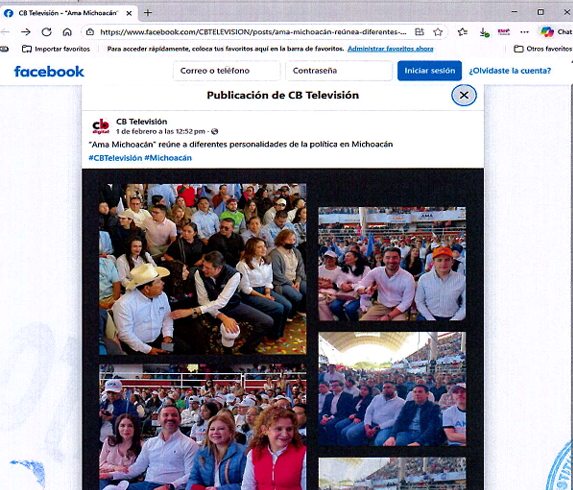 CB Televisión - "Ama Michoacán"
https://www.facebook.com/CBTELEVISION/posts/ama-michoacán-reúnea-diferentes-...
Chat
Importar favoritos
Para acceder rápidamente, coloca tus favoritos aquí en la barra de favoritos. Administrar favoritos ahora
Otros favoritos
facebook
Correo o teléfono
Contraseña
Iniciar sesión
¿Olvidaste la cuenta?
Publicación de CB Televisión
cb
digital
CB Televisión
1 de febrero a las 12:52 pm ·
"Ama Michoacán" reúne a diferentes personalidades de la política en Michoacán
#CBTelevisión #Michoacán
AMA